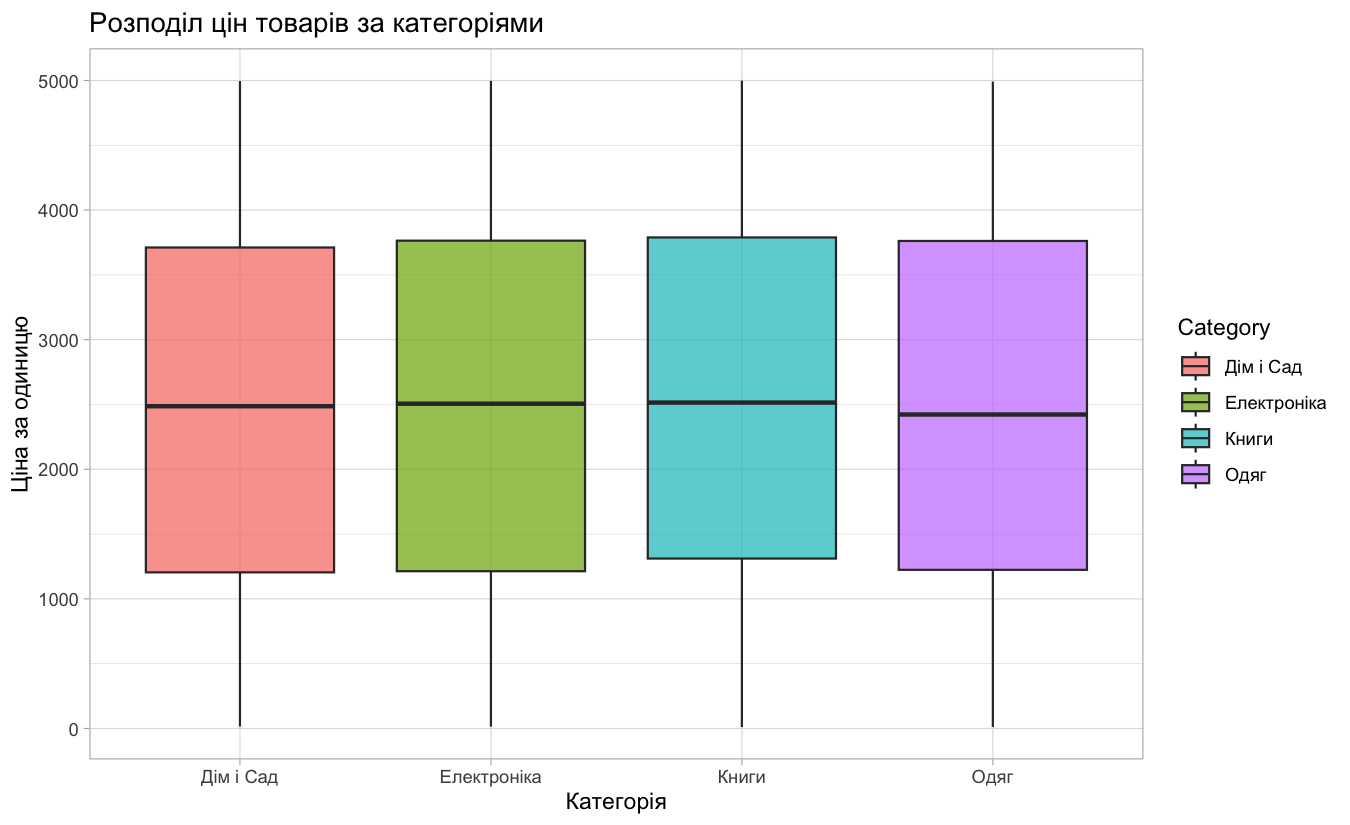 Розподіл цін товарів за категоріями
Ціна за одиницю
5000
4000
3000
2000
1000
0
Дім і Сад
Електроніка
Книги
Одяг
Категорія
Category
Дім і Сад
Електроніка
Книги
Одяг